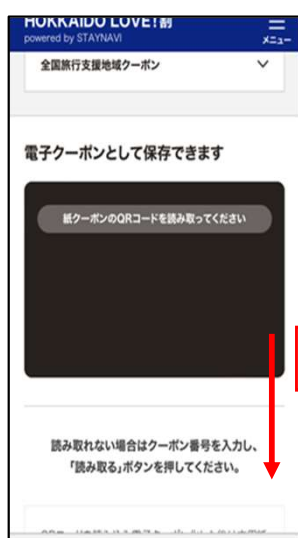 HOKKAIDO LOVE!割
powered by STAYNAVI
メニュー
全国旅行支援地域クーポン
電子クーポンとして保存できます
紙クーポンのQRコードを読み取ってください
読み取れない場合はクーポン番号を入力し、
「読み取る」ボタンを押してください。